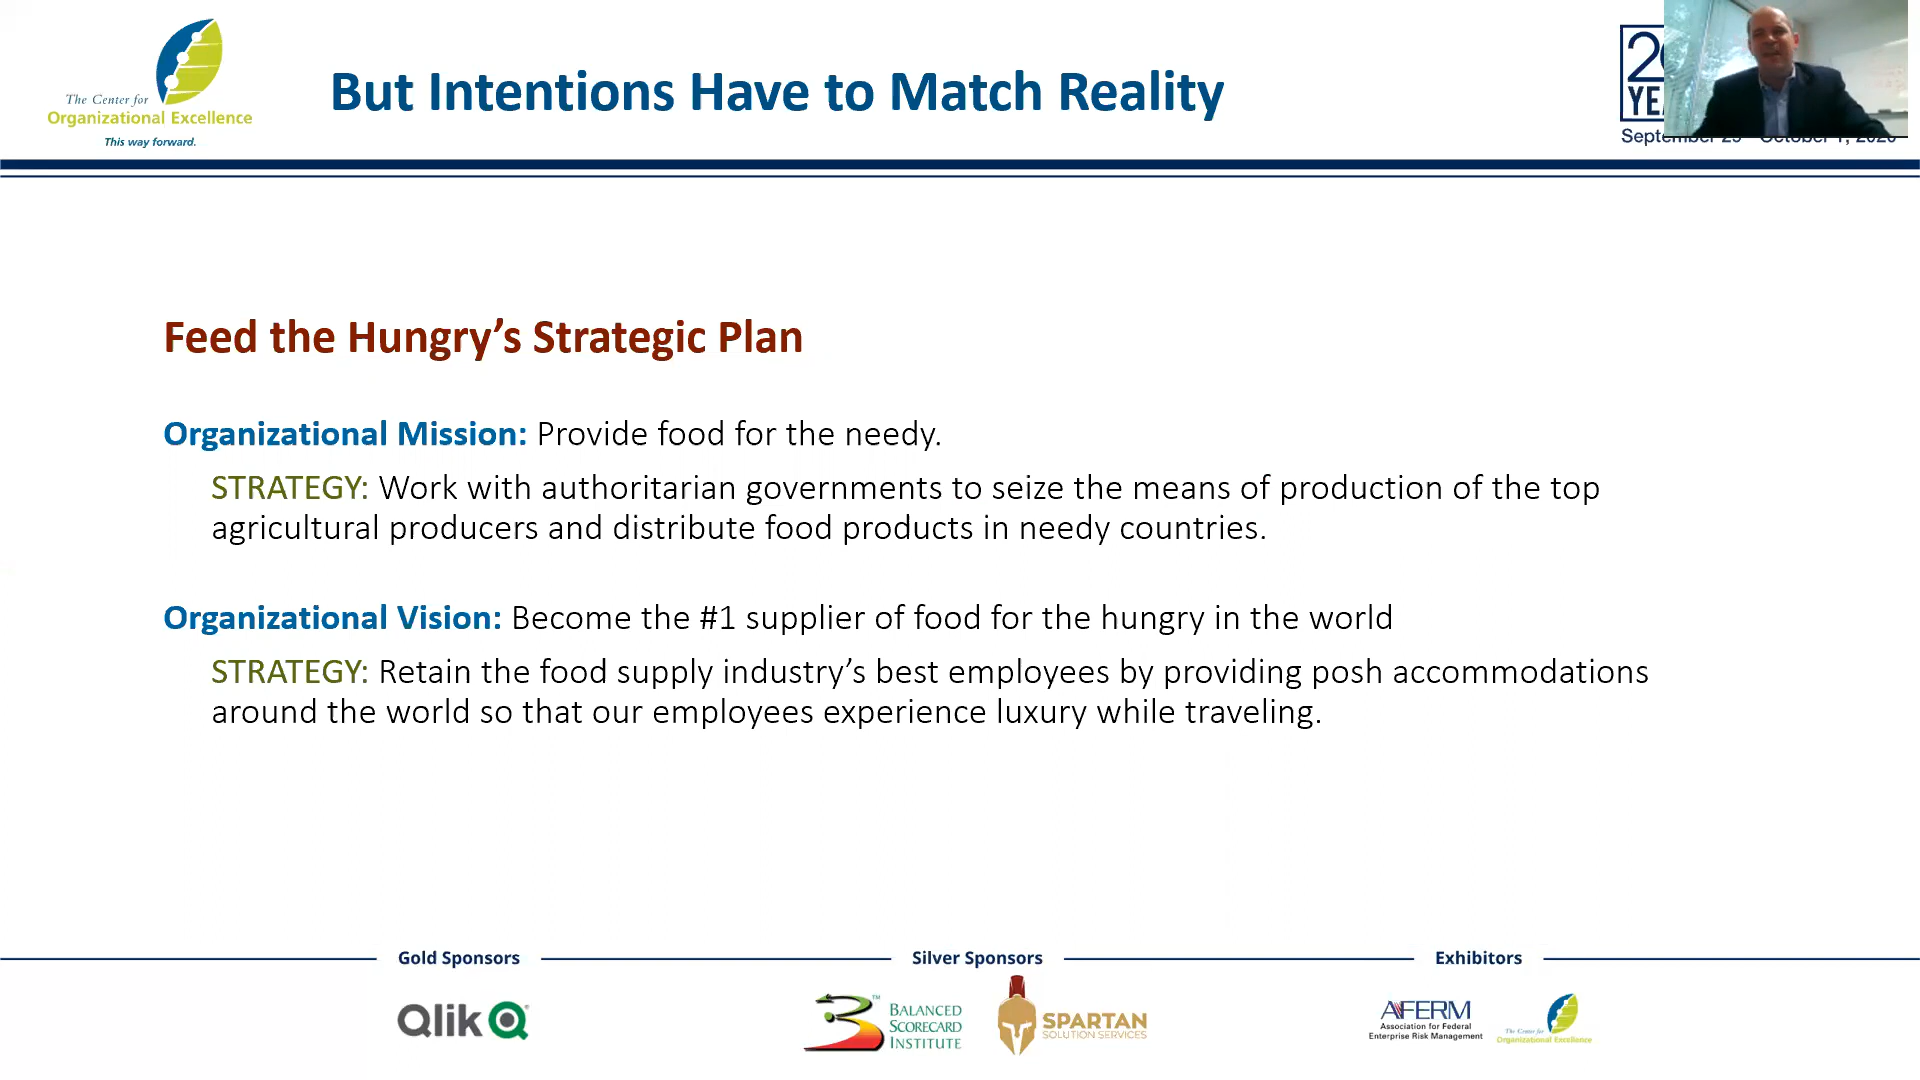 The Center for
Organizational Excellence
This way forward.
But Intentions Have to Match Reality
Feed the Hungry’s Strategic Plan
Organizational Mission: Provide food for the needy.
STRATEGY: Work with authoritarian governments to seize the means of production of the top
agricultural producers and distribute food products in needy countries.
Organizational Vision: Become the #1 supplier of food for the hungry in the world
STRATEGY: Retain the food supply industry’s best employees by providing posh accommodations
around the world so that our employees experience luxury while traveling.
Gold Sponsors
Silver Sponsors
Exhibitors
Qlik
BALANCED
SCORECARD
INSTITUTE
TM
SPARTAN
SOLUTION SERVICES
AFERM
Association for Federal
Enterprise Risk Management
The Center for
Organizational Excellence